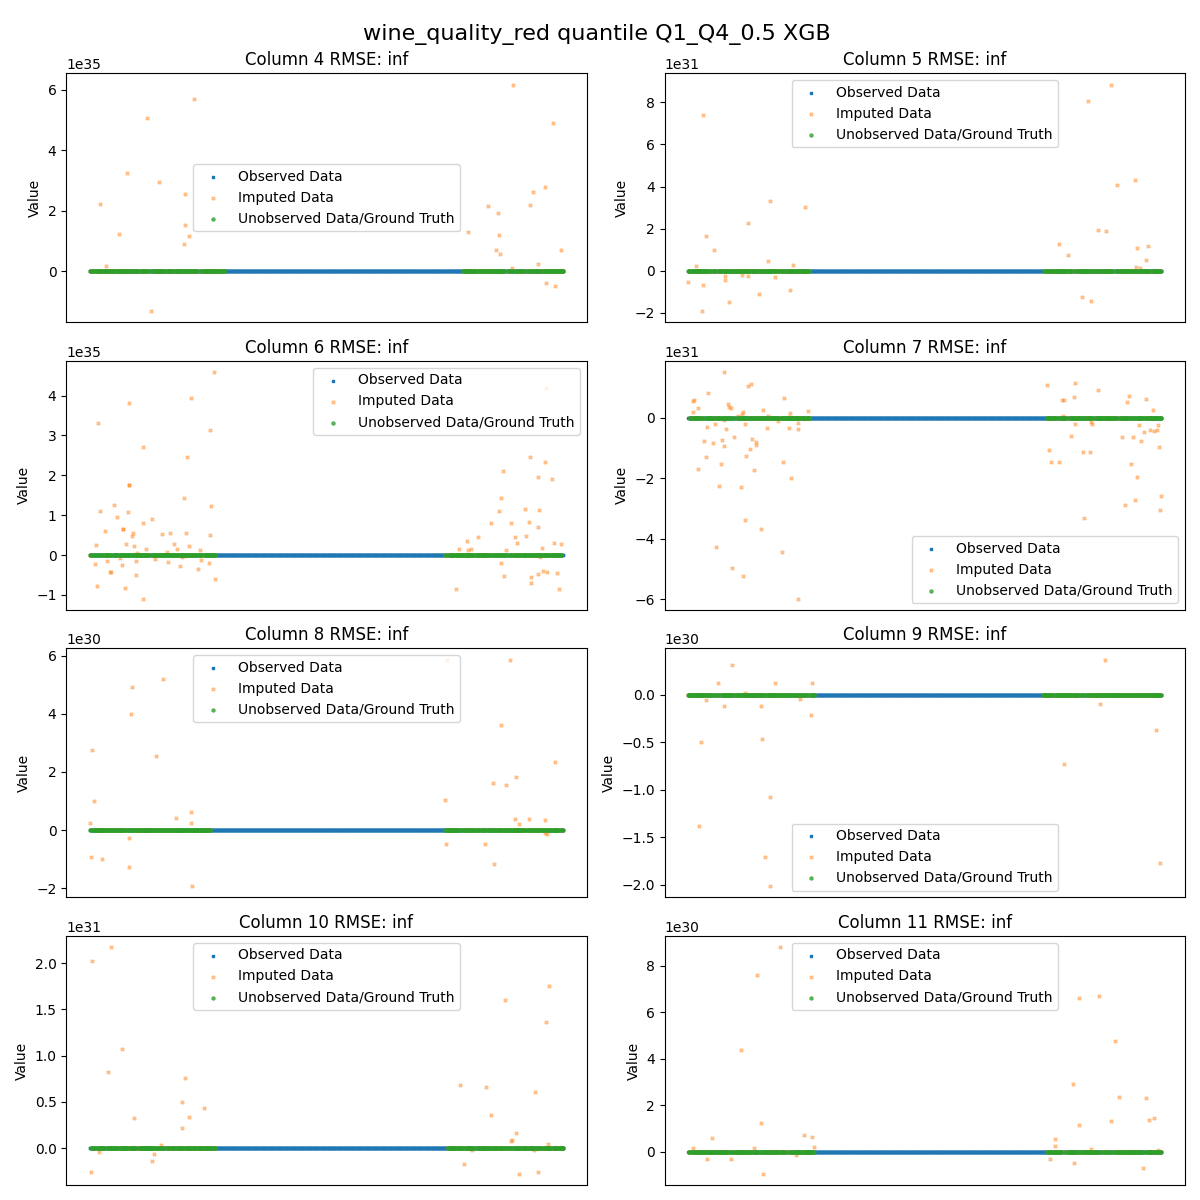 wine_quality_red quantile Q1_Q4_0.5 XGB
Column 4 RMSE: inf
1e35
6
4
2
0
Value
Observed Data
Imputed Data
Unobserved Data/Ground Truth
Column 5 RMSE: inf
1e31
8
6
4
2
0
−2
Value
Observed Data
Imputed Data
Unobserved Data/Ground Truth
Column 6 RMSE: inf
1e35
4
3
2
1
0
−1
Value
Observed Data
Imputed Data
Unobserved Data/Ground Truth
Column 7 RMSE: inf
1e31
0
−2
−4
−6
Value
Observed Data
Imputed Data
Unobserved Data/Ground Truth
Column 8 RMSE: inf
1e30
6
4
2
0
−2
Value
Observed Data
Imputed Data
Unobserved Data/Ground Truth
Column 9 RMSE: inf
1e30
0.0
−0.5
−1.0
−1.5
−2.0
Value
Observed Data
Imputed Data
Unobserved Data/Ground Truth
Column 10 RMSE: inf
1e31
2.0
1.5
1.0
0.5
0.0
Value
Observed Data
Imputed Data
Unobserved Data/Ground Truth
Column 11 RMSE: inf
1e30
8
6
4
2
0
Value
Observed Data
Imputed Data
Unobserved Data/Ground Truth